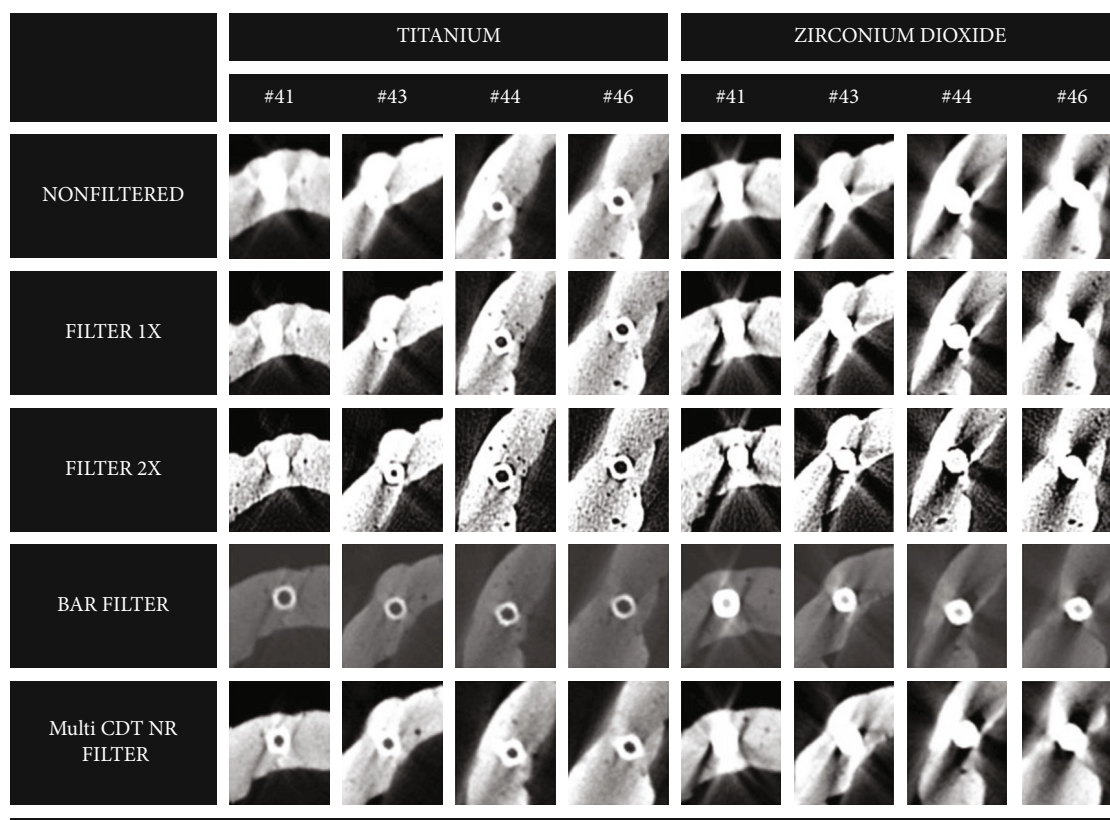 TITANIUM ZIRCONIUM DIOXIDE
#41 #43 #44 #46 #41 #43 #44 #46
NONFILTERED
FILTER 1X
FILTER 2X
BAR FILTER
Multi CDT NR
FILTER